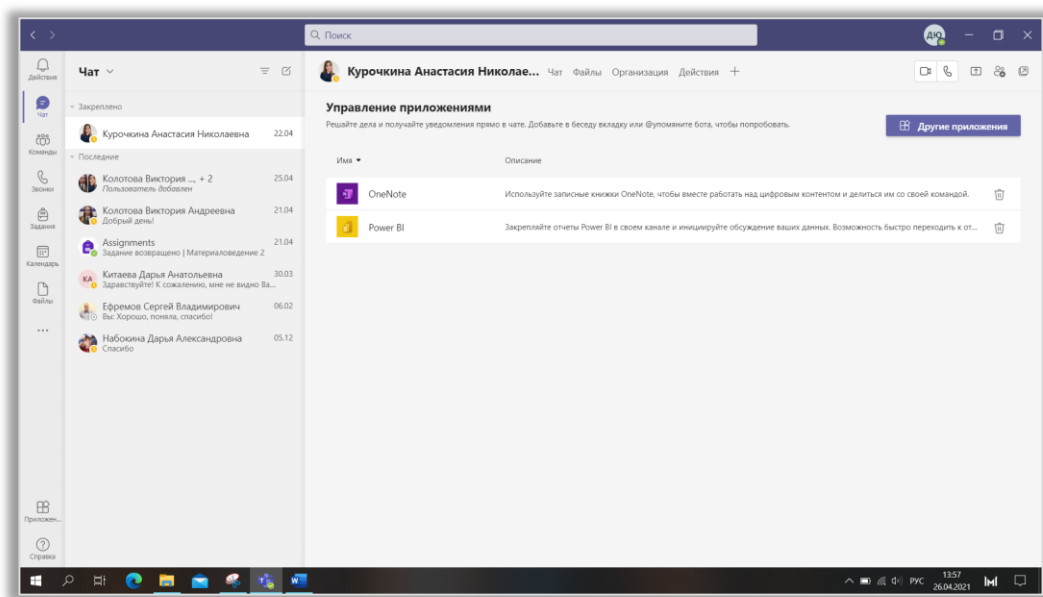 Поиск
ДЮ
Действия
Чат
Команды
Звонки
Задания
Календарь
Файлы
Приложен...
Справка
Чат
Закреплено
Курочкина Анастасия Николаевна 22.04
Последние
Колотова Виктория ..., + 2 25.04
Пользователь добавлен
Колотова Виктория Андреевна 21.04
Добрый день!
Assignments 21.04
Задание возвращено | Материаловедение 2
КА
Китаева Дарья Анатольевна 30.03
Здравствуйте! К сожалению, мне не видно Ва...
Ефремов Сергей Владимирович 06.02
Вы: Хорошо, поняла, спасибо!
Набокина Дарья Александровна 05.12
Спасибо
Курочкина Анастасия Николае... Чат Файлы Организация Действия
Управление приложениями
Решайте дела и получайте уведомления прямо в чате. Добавьте в беседу вкладку или @упомяните бота, чтобы попробовать.
Другие приложения
Имя Описание
OneNote Используйте записные книжки OneNote, чтобы вместе работать над цифровым контентом и делиться им со своей командой.
Power BI Закрепляйте отчеты Power BI в своем канале и инициируйте обсуждение ваших данных. Возможность быстро переходить к от...
РУС
13:57
26.04.2021